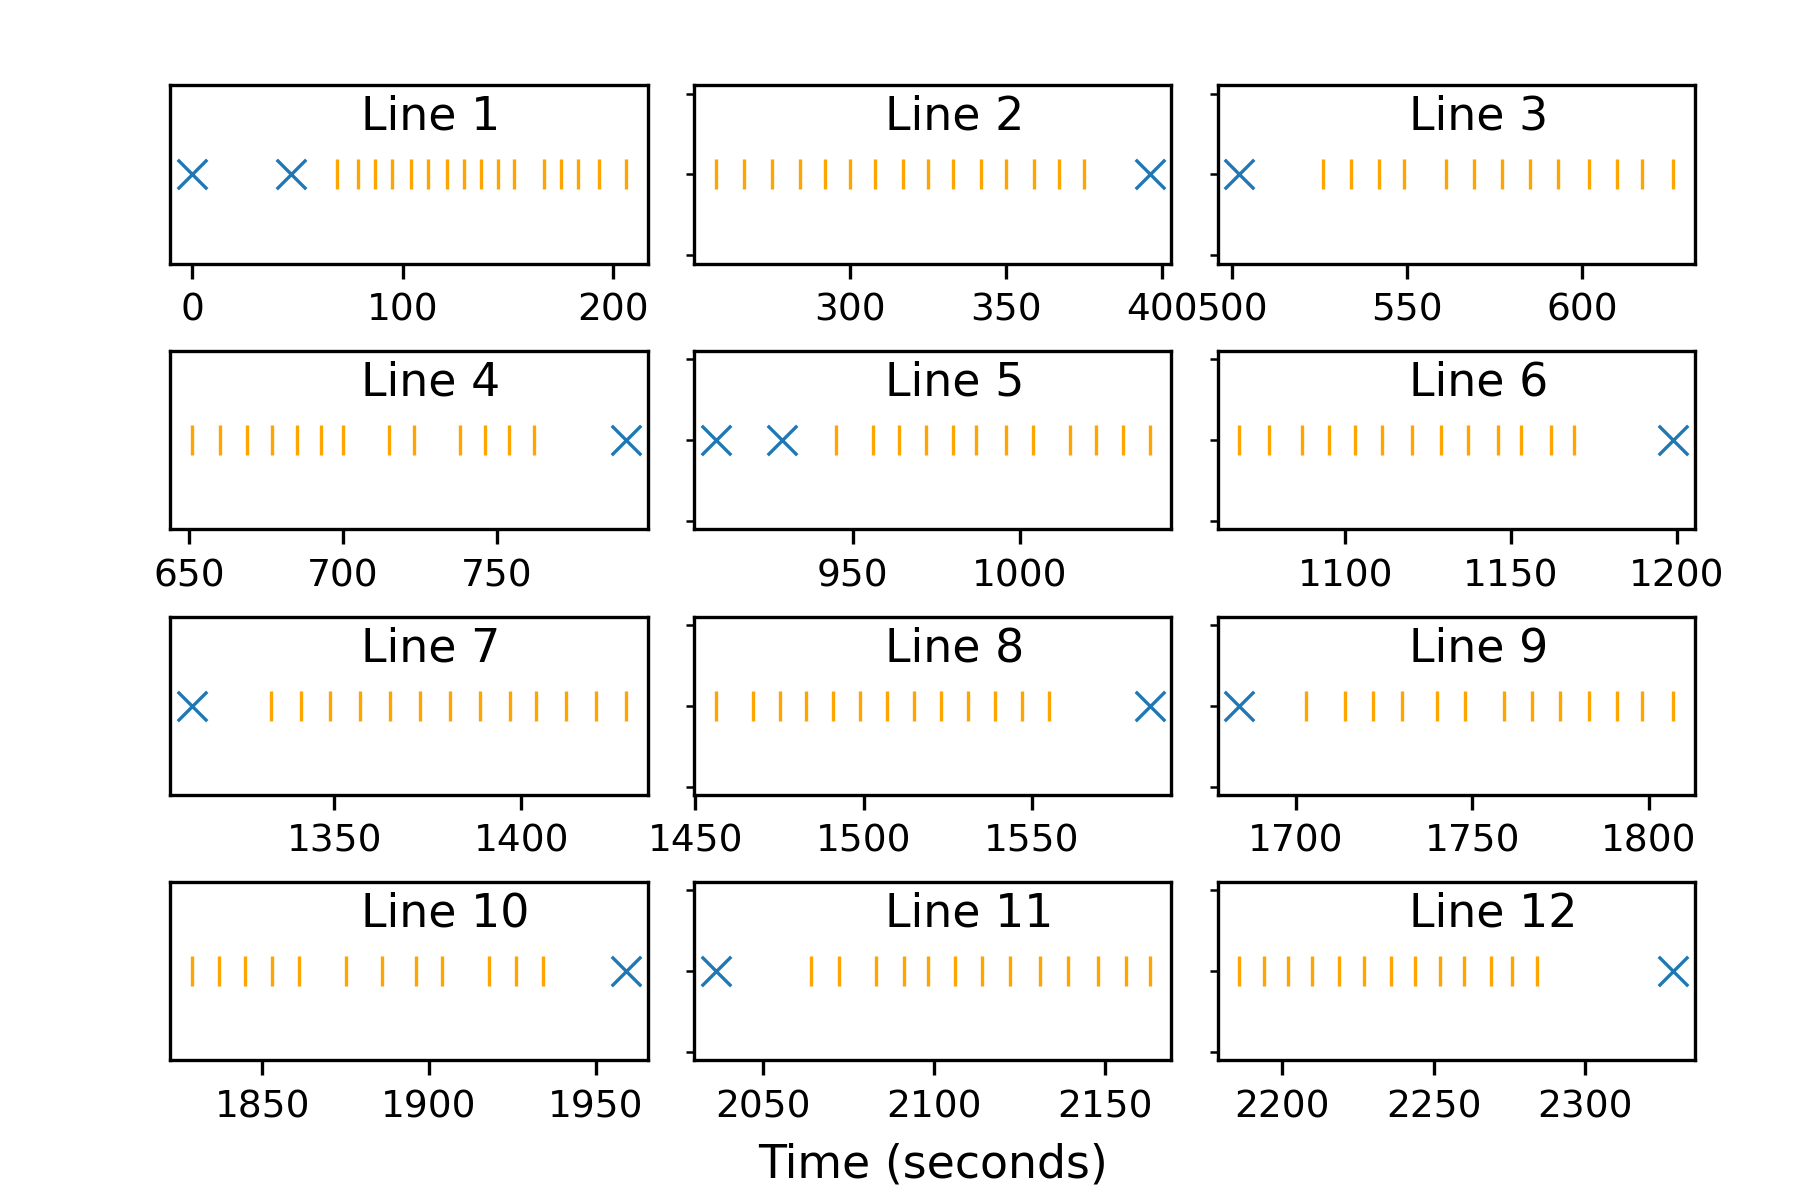 Line 1 Line 2 Line 3
0 100 200 300 350 400 500 550 600
Line 4 Line 5 Line 6
650 700 750 950 1000 1100 1150 1200
Line 7 Line 8 Line 9
1350 1400 1450 1500 1550 1700 1750 1800
Line 10 Line 11 Line 12
1850 1900 1950 2050 2100 2150 2200 2250 2300
Time (seconds)